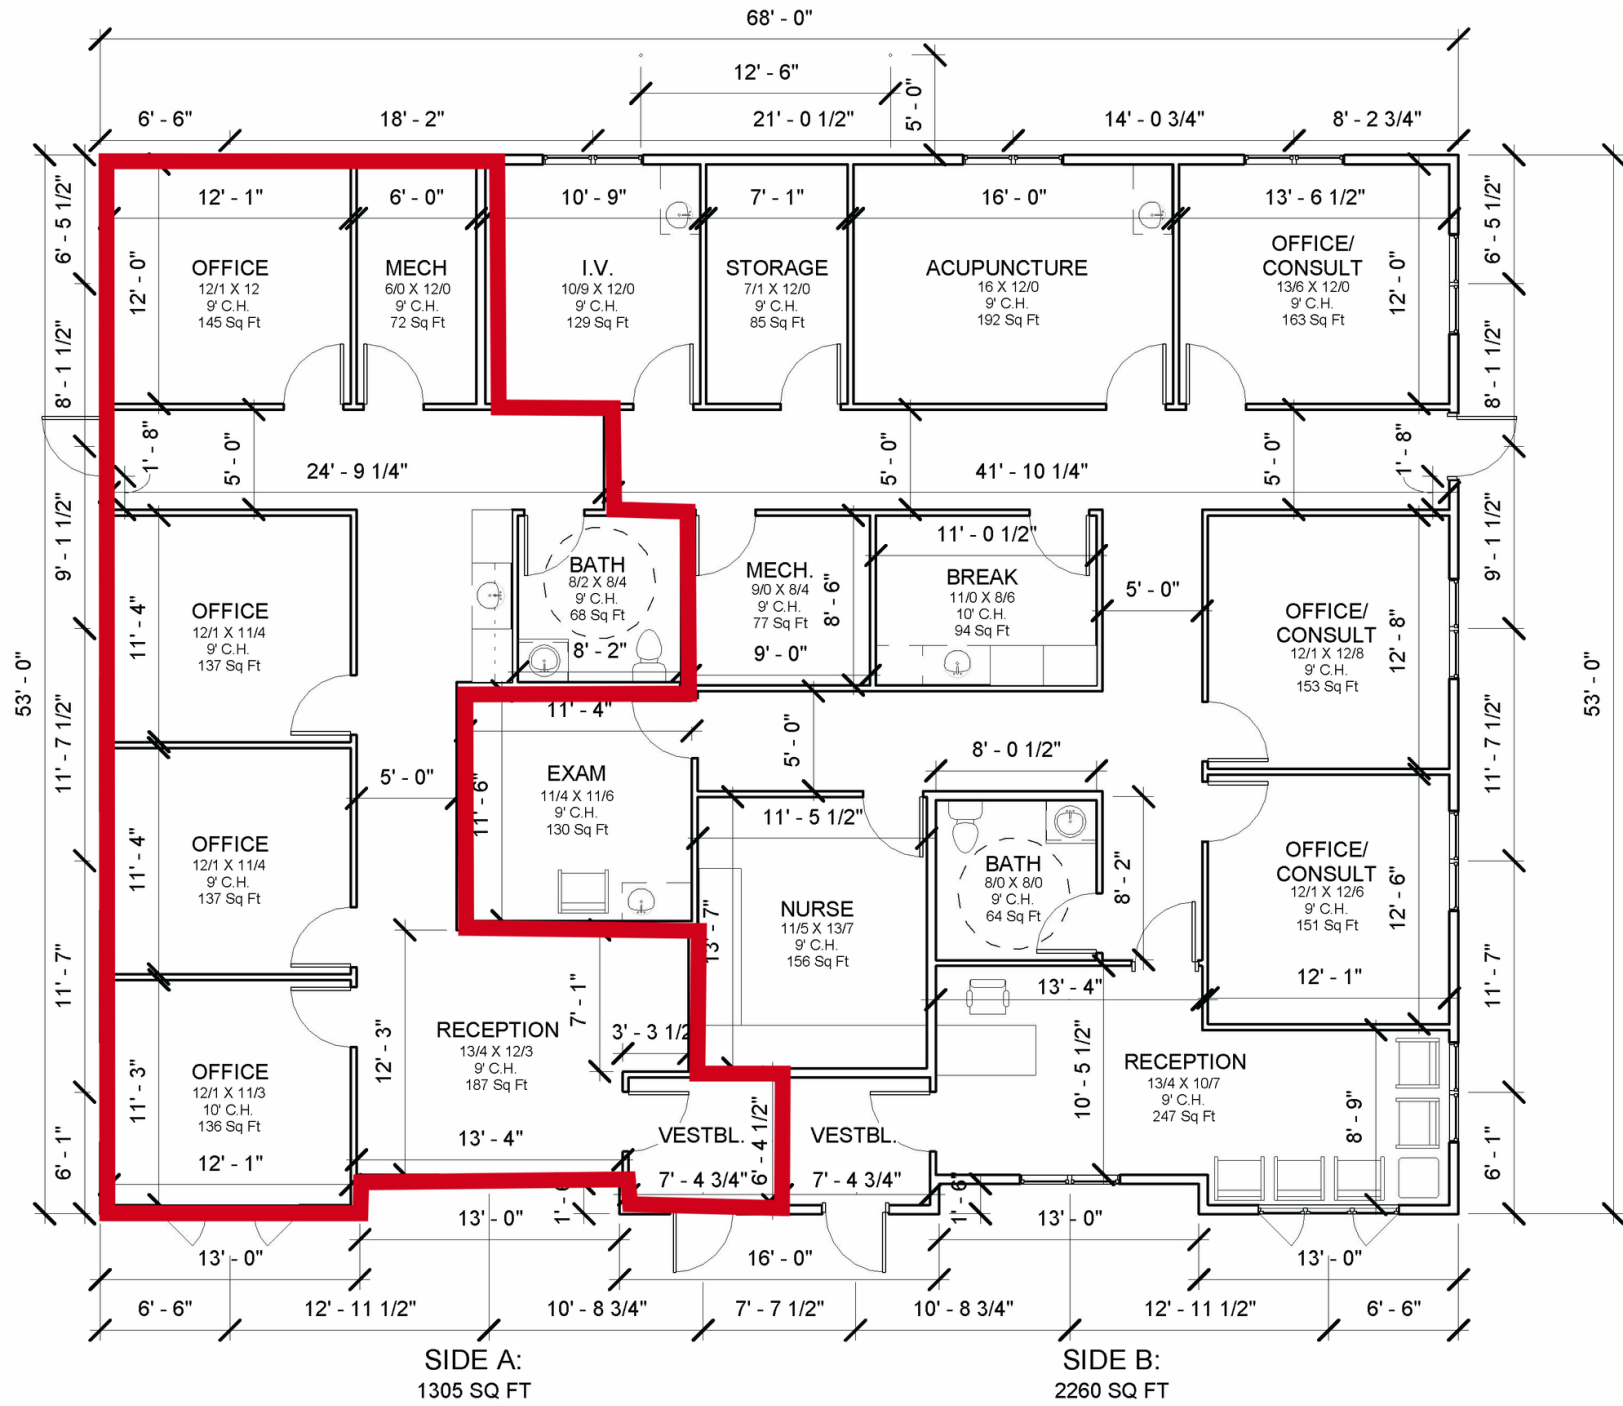 68' - 0"
12' - 6"
5' - 0"
6' - 6"
18' - 2"
21' - 0 1/2"
14' - 0 3/4"
8' - 2 3/4"
6' - 5 1/2"
8' - 1 1/2"
9' - 1 1/2"
11' - 7 1/2"
11' - 7"
6' - 1"
53' - 0"
12' - 1"
6' - 0"
10' - 9"
7' - 1"
16' - 0"
13' - 6 1/2"
12' - 0"
OFFICE
12/1 X 12
9' C.H.
145 Sq Ft
MECH
6/0 X 12/0
9' C.H.
72 Sq Ft
I.V.
10/9 X 12/0
9' C.H.
129 Sq Ft
STORAGE
7/1 X 12/0
9' C.H.
85 Sq Ft
ACUPUNCTURE
16 X 12/0
9' C.H.
192 Sq Ft
OFFICE/
CONSULT
13/6 X 12/0
9' C.H.
163 Sq Ft
12' - 0"
6' - 5 1/2"
8' - 1 1/2"
9' - 1 1/2"
11' - 7 1/2"
11' - 7"
6' - 1"
53' - 0"
1' - 8"
5' - 0"
24' - 9 1/4"
5' - 0"
41' - 10 1/4"
5' - 0"
1' - 8"
11' - 4"
OFFICE
12/1 X 11/4
9' C.H.
137 Sq Ft
BATH
8/2 X 8/4
9' C.H.
68 Sq Ft
8' - 2"
MECH.
9/0 X 8/4
9' C.H.
77 Sq Ft
8' - 6"
9' - 0"
11' - 0 1/2"
BREAK
11/0 X 8/6
10' C.H.
94 Sq Ft
5' - 0"
OFFICE/
CONSULT
12/1 X 12/8
9' C.H.
153 Sq Ft
12' - 8"
11' - 4"
5' - 0"
8' - 0 1/2"
11' - 4"
OFFICE
12/1 X 11/4
9' C.H.
137 Sq Ft
5' - 0"
11' - 6"
EXAM
11/4 X 11/6
9' C.H.
130 Sq Ft
11' - 5 1/2"
13' - 7"
NURSE
11/5 X 13/7
9' C.H.
156 Sq Ft
BATH
8/0 X 8/0
9' C.H.
64 Sq Ft
8' - 2"
OFFICE/
CONSULT
12/1 X 12/6
9' C.H.
151 Sq Ft
12' - 6"
12' - 1"
11' - 3"
OFFICE
12/1 X 11/3
10' C.H.
136 Sq Ft
12' - 1"
12' - 3"
RECEPTION
13/4 X 12/3
9' C.H.
187 Sq Ft
7' - 1"
3' - 3 1/2
13' - 4"
13' - 4"
10' - 5 1/2"
RECEPTION
13/4 X 10/7
9' C.H.
247 Sq Ft
8' - 9"
VESTBL.
6' - 4 1/2"
VESTBL.
7' - 4 3/4"
7' - 4 3/4"
1' - 6"
13' - 0"
13' - 0"
13' - 0"
16' - 0"
13' - 0"
6' - 6"
12' - 11 1/2"
10' - 8 3/4"
7' - 7 1/2"
10' - 8 3/4"
12' - 11 1/2"
6' - 6"
SIDE A:
1305 SQ FT
SIDE B:
2260 SQ FT